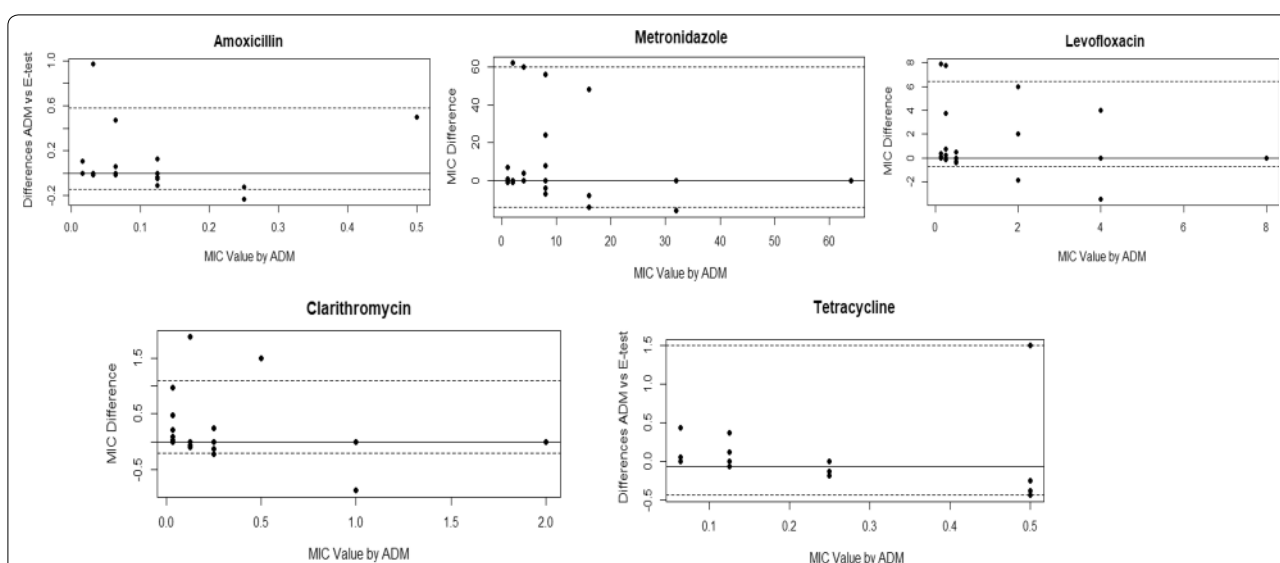 Amoxicillin
Differences ADM vs E-test
1.0
0.6
0.2
-0.2
0.0 0.1 0.2 0.3 0.4 0.5
MIC Value by ADM
Metronidazole
MIC Difference
60
40
20
0
0 10 20 30 40 50 60
MIC Value by ADM
Levofloxacin
MIC Difference
8
6
4
2
0
-2
0 2 4 6 8
MIC Value by ADM
Clarithromycin
MIC Difference
1.5
0.5
-0.5
0.0 0.5 1.0 1.5 2.0
MIC Value by ADM
Tetracycline
Differences ADM vs E-test
1.5
1.0
0.5
0.0
-0.5
0.1 0.2 0.3 0.4 0.5
MIC Value by ADM